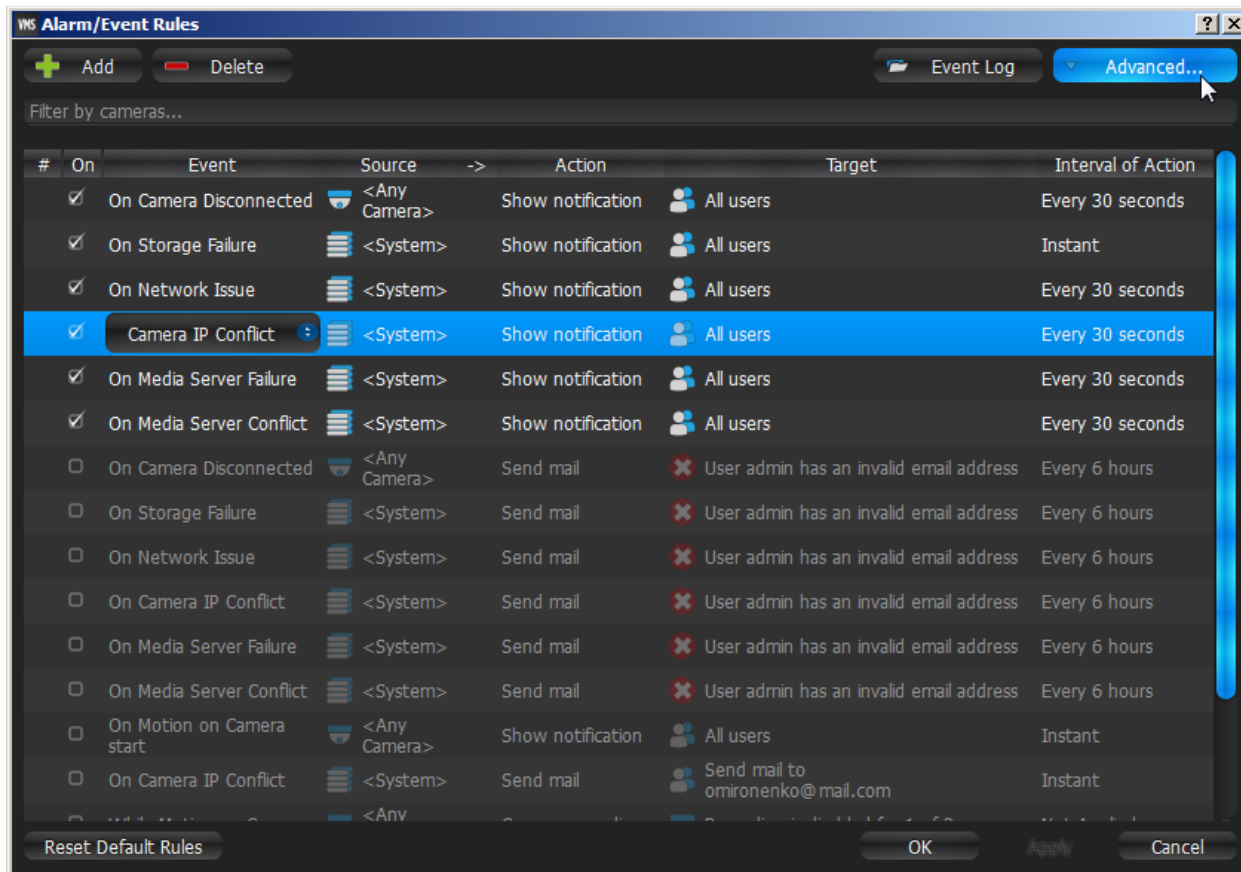 VMS Alarm/Event Rules
Add Delete Event Log Advanced...
Filter by cameras...
# On Event Source -> Action Target Interval of Action
On Camera Disconnected <Any Camera> Show notification All users Every 30 seconds
On Storage Failure <System> Show notification All users Instant
On Network Issue <System> Show notification All users Every 30 seconds
Camera IP Conflict <System> Show notification All users Every 30 seconds
On Media Server Failure <System> Show notification All users Every 30 seconds
On Media Server Conflict <System> Show notification All users Every 30 seconds
On Camera Disconnected <Any Camera> Send mail User admin has an invalid email address Every 6 hours
On Storage Failure <System> Send mail User admin has an invalid email address Every 6 hours
On Network Issue <System> Send mail User admin has an invalid email address Every 6 hours
On Camera IP Conflict <System> Send mail User admin has an invalid email address Every 6 hours
On Media Server Failure <System> Send mail User admin has an invalid email address Every 6 hours
On Media Server Conflict <System> Send mail User admin has an invalid email address Every 6 hours
On Motion on Camera start <Any Camera> Show notification All users Instant
On Camera IP Conflict <System> Send mail Send mail to omironenko@mail.com Instant
<Any
Reset Default Rules OK Apply Cancel